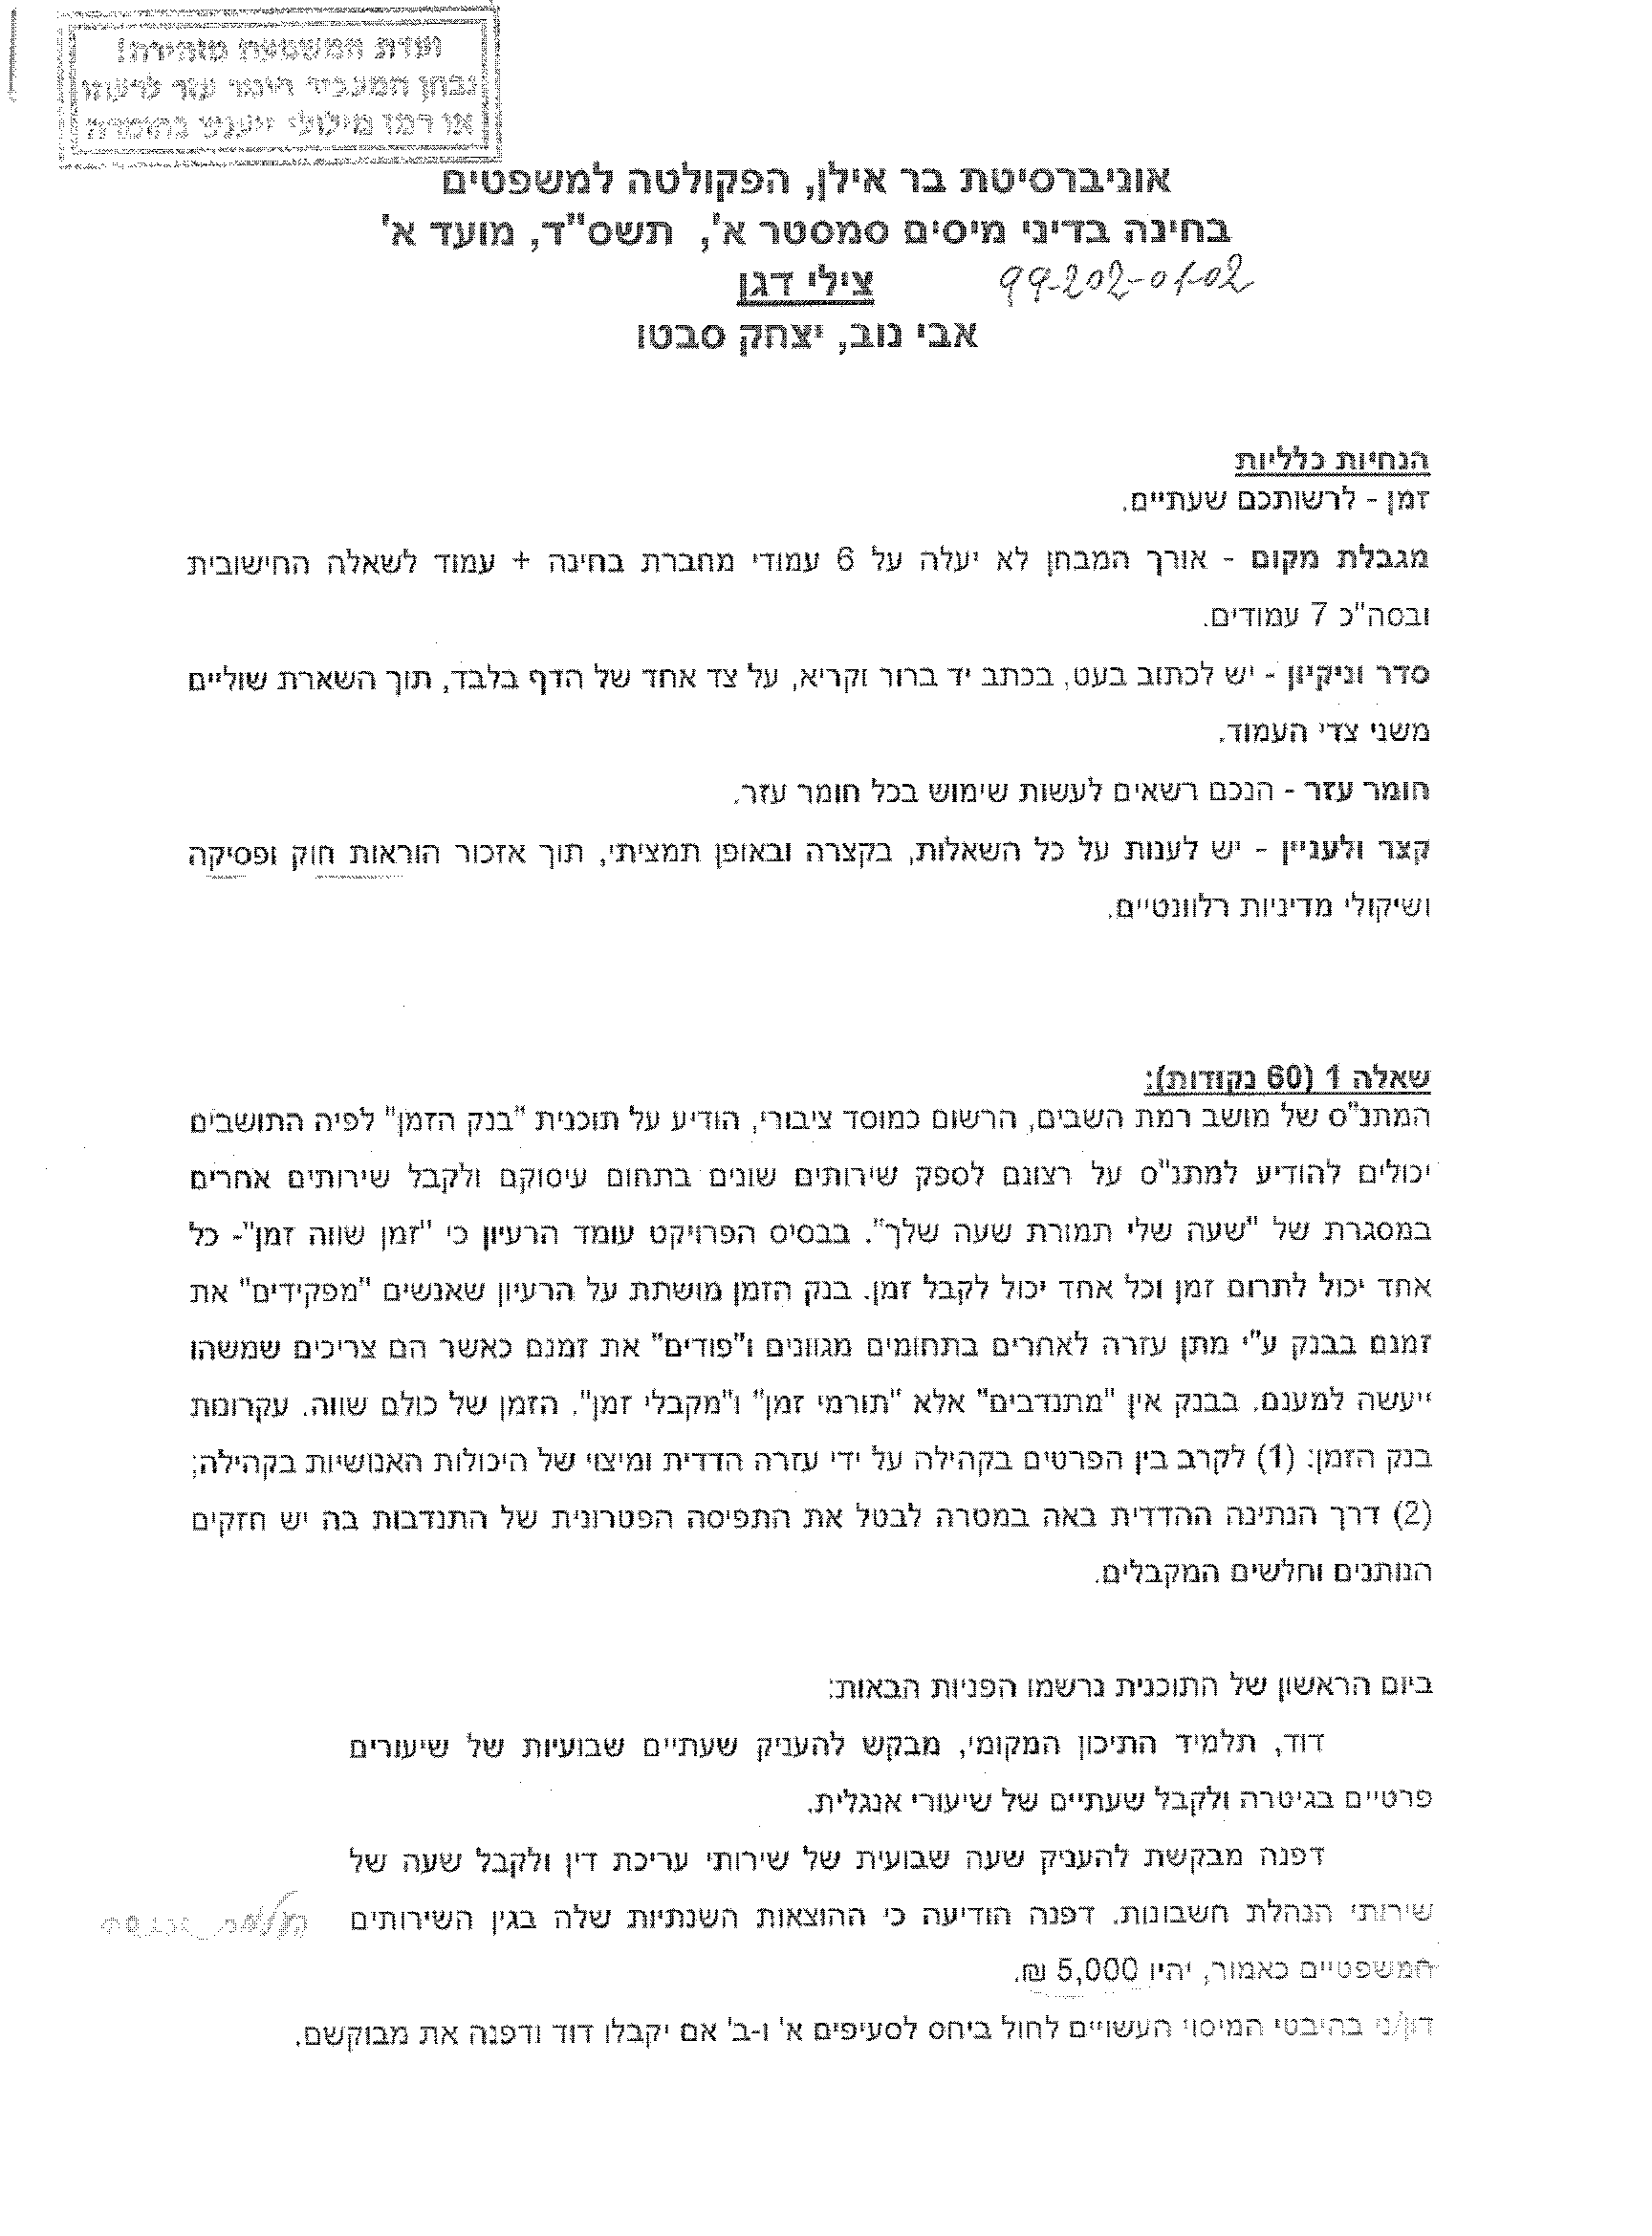 ועדת המשמעת מזהירה!
נבחן המעביר חומר עזר לרעהו
או רמז מילולי ייענש בחומרה
אוניברסיטת בר אילן, הפקולטה למשפטים
בחינה בדיני מיסים סמסטר א', תשס"ד, מועד א'
צילי דגן 99-202-01-02
אבי נוב, יצחק סבטו
הנחיות כלליות
זמן - לרשותכם שעתיים.
מגבלת מקום - אורך המבחן לא יעלה על 6 עמודי מחברת בחינה + עמוד לשאלה החישובית
ובסה"כ 7 עמודים.
סדר וניקיון - יש לכתוב בעט, בכתב יד ברור וקריא, על צד אחד של הדף בלבד, תוך השארת שוליים
משני צדי העמוד.
חומר עזר - הנכם רשאים לעשות שימוש בכל חומר עזר.
קצר ולעניין - יש לענות על כל השאלות, בקצרה ובאופן תמציתי, תוך אזכור הוראות חוק ופסיקה
ושיקולי מדיניות רלוונטיים.
שאלה 1 (60 נקודות):
המתנ"ס של מושב רמת השבים, הרשום כמוסד ציבורי, הודיע על תוכנית "בנק הזמן" לפיה התושבים
יכולים להודיע למתנ"ס על רצונם לספק שירותים שונים בתחום עיסוקם ולקבל שירותים אחרים
במסגרת של "שעה שלי תמורת שעה שלך". בבסיס הפרויקט עומד הרעיון כי "זמן שווה זמן"- כל
אחד יכול לתרום זמן וכל אחד יכול לקבל זמן. בנק הזמן מושתת על הרעיון שאנשים "מפקידים" את
זמנם בבנק ע"י מתן עזרה לאחרים בתחומים מגוונים ו"פודים" את זמנם כאשר הם צריכים שמשהו
ייעשה למענם. בבנק אין "מתנדבים" אלא "תורמי זמן" ו"מקבלי זמן". הזמן של כולם שווה. עקרונות
בנק הזמן: (1) לקרב בין הפרטים בקהילה על ידי עזרה הדדית ומיצוי של היכולות האנושיות בקהילה;
(2) דרך הנתינה ההדדית באה במטרה לבטל את התפיסה הפטרונית של התנדבות בה יש חזקים
הנותנים וחלשים המקבלים.
ביום הראשון של התוכנית נרשמו הפניות הבאות:
דוד, תלמיד התיכון המקומי, מבקש להעניק שעתיים שבועיות של שיעורים
פרטיים בגיטרה ולקבל שעתיים של שיעורי אנגלית.
דפנה מבקשת להעניק שעה שבועית של שירותי עריכת דין ולקבל שעה של
שירותי הנהלת חשבונות. דפנה הודיעה כי ההוצאות השנתיות שלה בגין השירותים
המשפטיים כאמור, יהיו 5,000 ₪.
דון/ני בהיבטי המיסוי העשויים לחול ביחס לסעיפים א' ו-ב' אם יקבלו דוד ודפנה את מבוקשם.